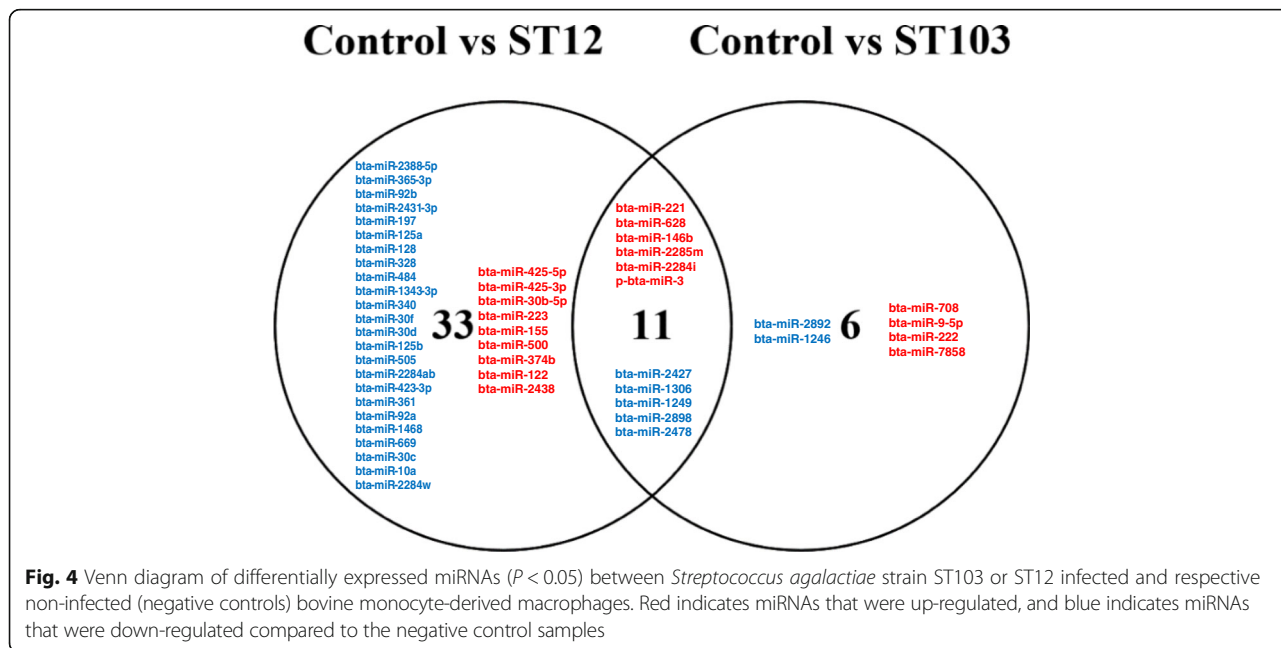 Control vs ST12
Control vs ST103
bta-miR-2388-5p
bta-miR-365-3p
bta-miR-92b
bta-miR-2431-3p
bta-miR-197
bta-miR-125a
bta-miR-128
bta-miR-328
bta-miR-484
bta-miR-1343-3p
bta-miR-340
bta-miR-30f
bta-miR-30d
bta-miR-125b
bta-miR-505
bta-miR-2284ab
bta-miR-423-3p
bta-miR-361
bta-miR-92a
bta-miR-1468
bta-miR-669
bta-miR-30c
bta-miR-10a
bta-miR-2284w
33
bta-miR-425-5p
bta-miR-425-3p
bta-miR-30b-5p
bta-miR-223
bta-miR-155
bta-miR-500
bta-miR-374b
bta-miR-122
bta-miR-2438
bta-miR-221
bta-miR-628
bta-miR-146b
bta-miR-2285m
bta-miR-2284i
p-bta-miR-3
11
bta-miR-2427
bta-miR-1306
bta-miR-1249
bta-miR-2898
bta-miR-2478
bta-miR-2892
bta-miR-1246
6
bta-miR-708
bta-miR-9-5p
bta-miR-222
bta-miR-7858
Fig. 4 Venn diagram of differentially expressed miRNAs (P < 0.05) between Streptococcus agalactiae strain ST103 or ST12 infected and respective
non-infected (negative controls) bovine monocyte-derived macrophages. Red indicates miRNAs that were up-regulated, and blue indicates miRNAs
that were down-regulated compared to the negative control samples